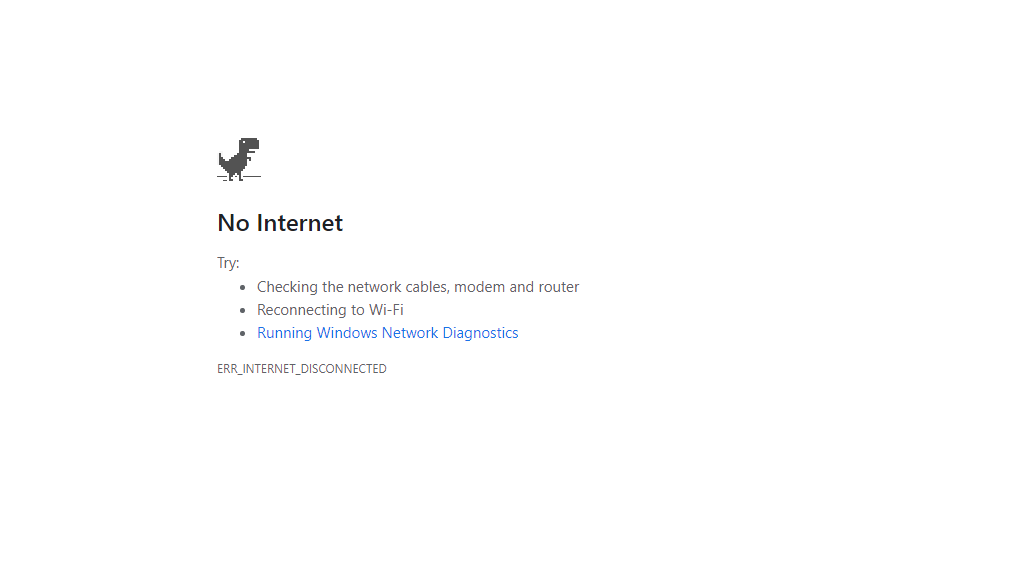 No Internet
Try:
Checking the network cables, modem and router
Reconnecting to Wi-Fi
Running Windows Network Diagnostics
ERR_INTERNET_DISCONNECTED